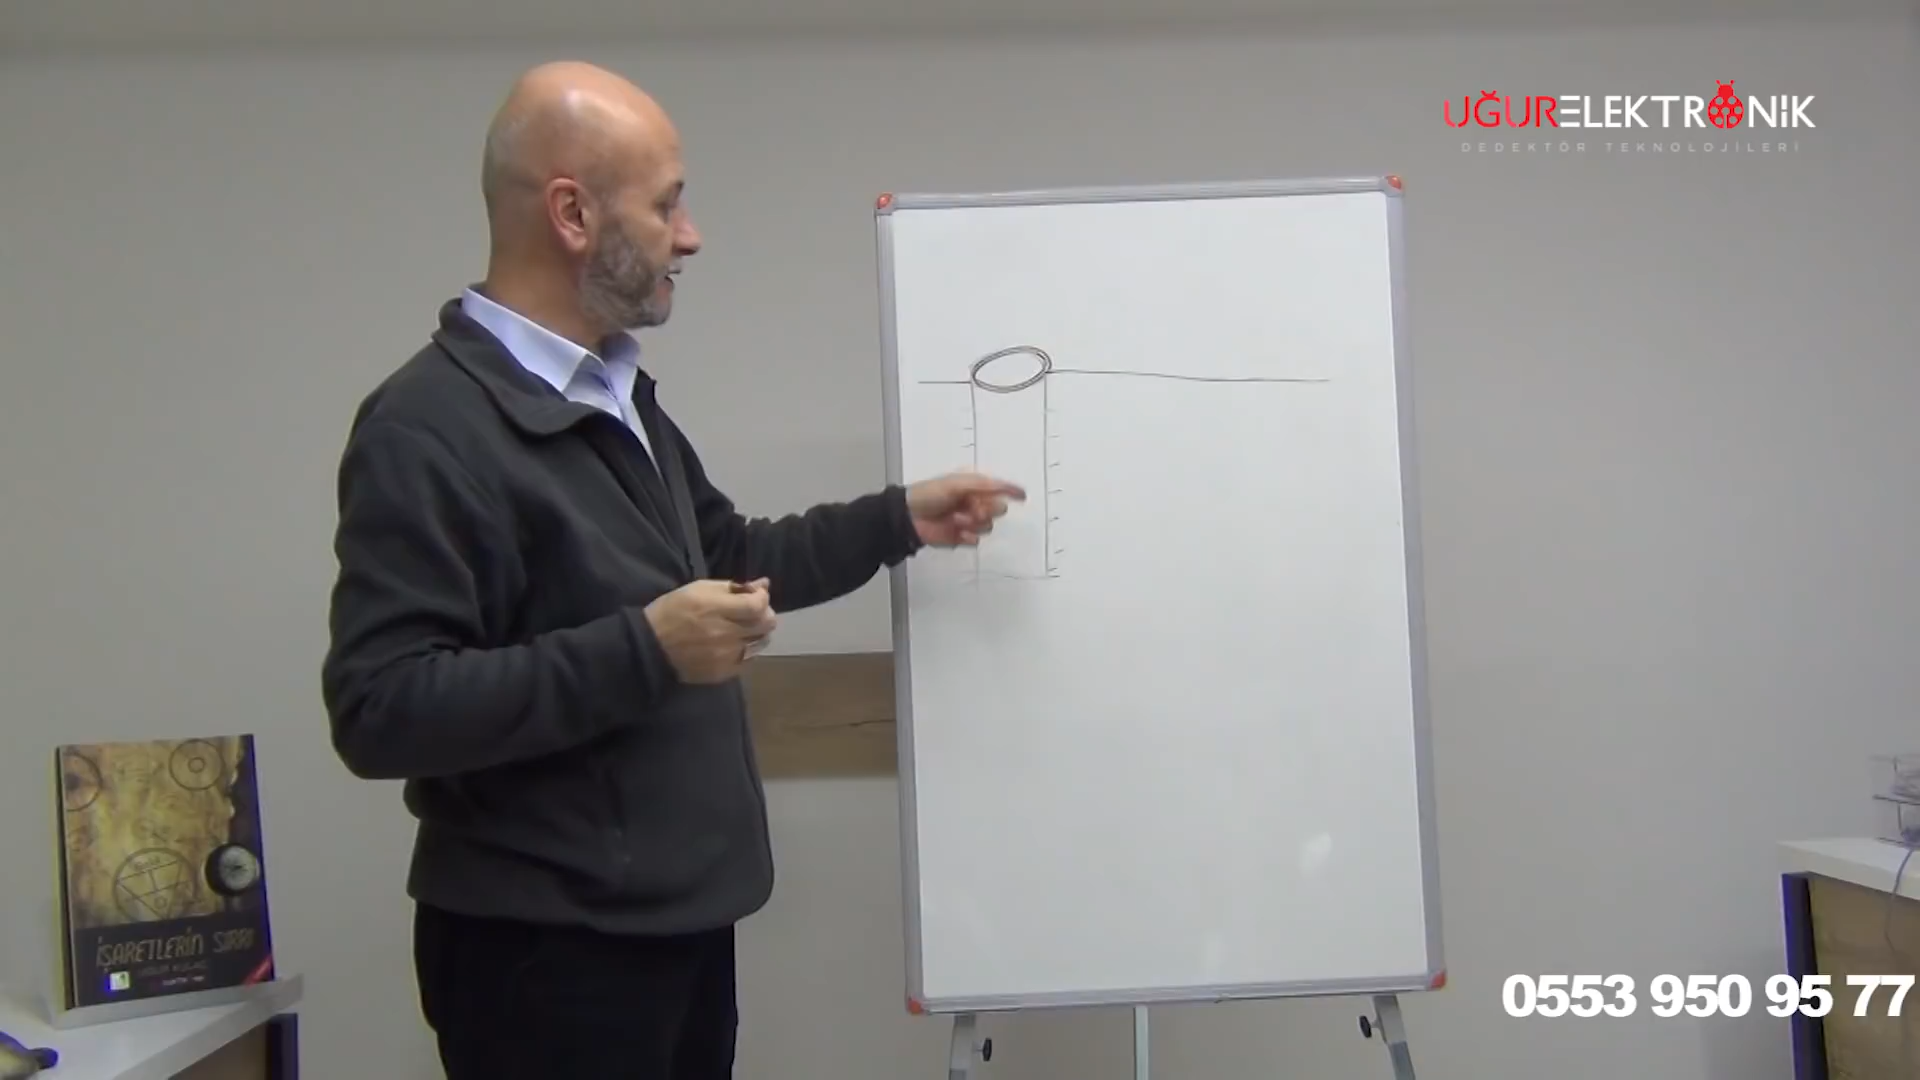 UĞURELEKTRONİK
DEDEKTÖR TEKNOLOJİLERİ
İŞARETLERİN SIRRI
0553 950 95 77